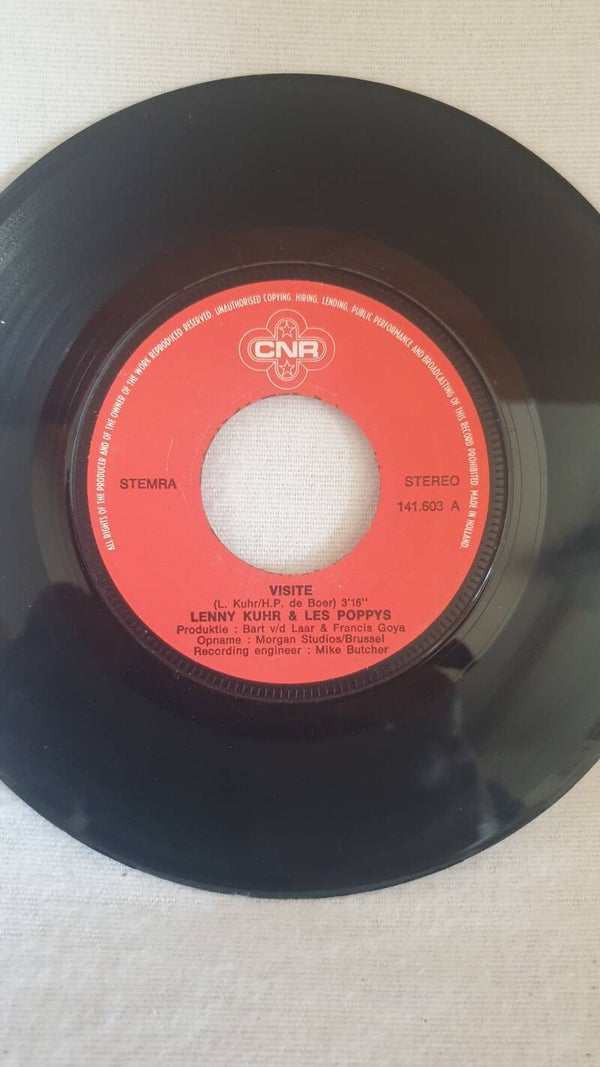 ALL RIGHTS OF THE PRODUCER AND OF THE OWNER OF THE WORK REPRODUCED RESERVED. UNAUTHORISED COPYING, HIRING, LENDING, PUBLIC PERFORMANCE AND BROADCASTING OF THIS RECORD PROHIBITED. MADE IN HOLLAND.
CNR
STEMRA
STEREO
141.603 A
VISITE
(L. Kuhr/H.P. de Boer) 3'16''
LENNY KUHR & LES POPPYS
Produktie : Bart v/d Laar & Francis Goya
Opname : Morgan Studios/Brussel
Recording engineer : Mike Butcher